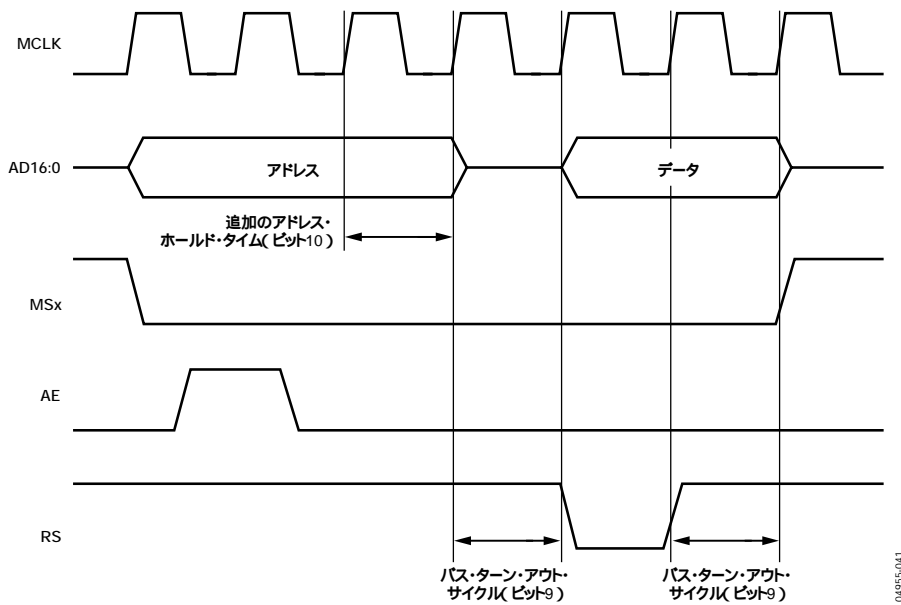 MCLK
AD16:0
アドレス
データ
追加のアドレス・
ホールド・タイム(ビット10)
MSx
AE
RS
バス・ターン・アウト・
サイクル(ビット9)
バス・ターン・アウト・
サイクル(ビット9)
04955-041